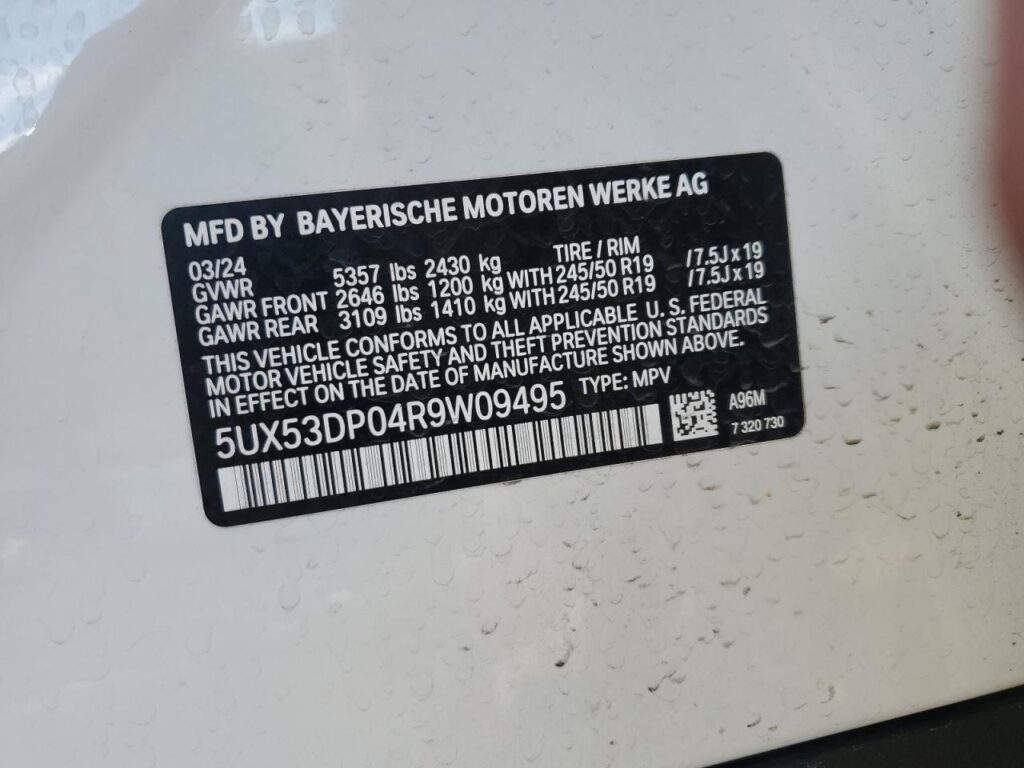 MFD BY BAYERISCHE MOTOREN WERKE AG
03/24 TIRE / RIM
GVWR 5357 lbs 2430 kg
GAWR FRONT 2646 lbs 1200 kg WITH 245/50 R19 /7.5J x 19
GAWR REAR 3109 lbs 1410 kg WITH 245/50 R19 /7.5J x 19
THIS VEHICLE CONFORMS TO ALL APPLICABLE U. S. FEDERAL
MOTOR VEHICLE SAFETY AND THEFT PREVENTION STANDARDS
IN EFFECT ON THE DATE OF MANUFACTURE SHOWN ABOVE.
5UX53DP04R9W09495 TYPE: MPV
A96M
7 320 730